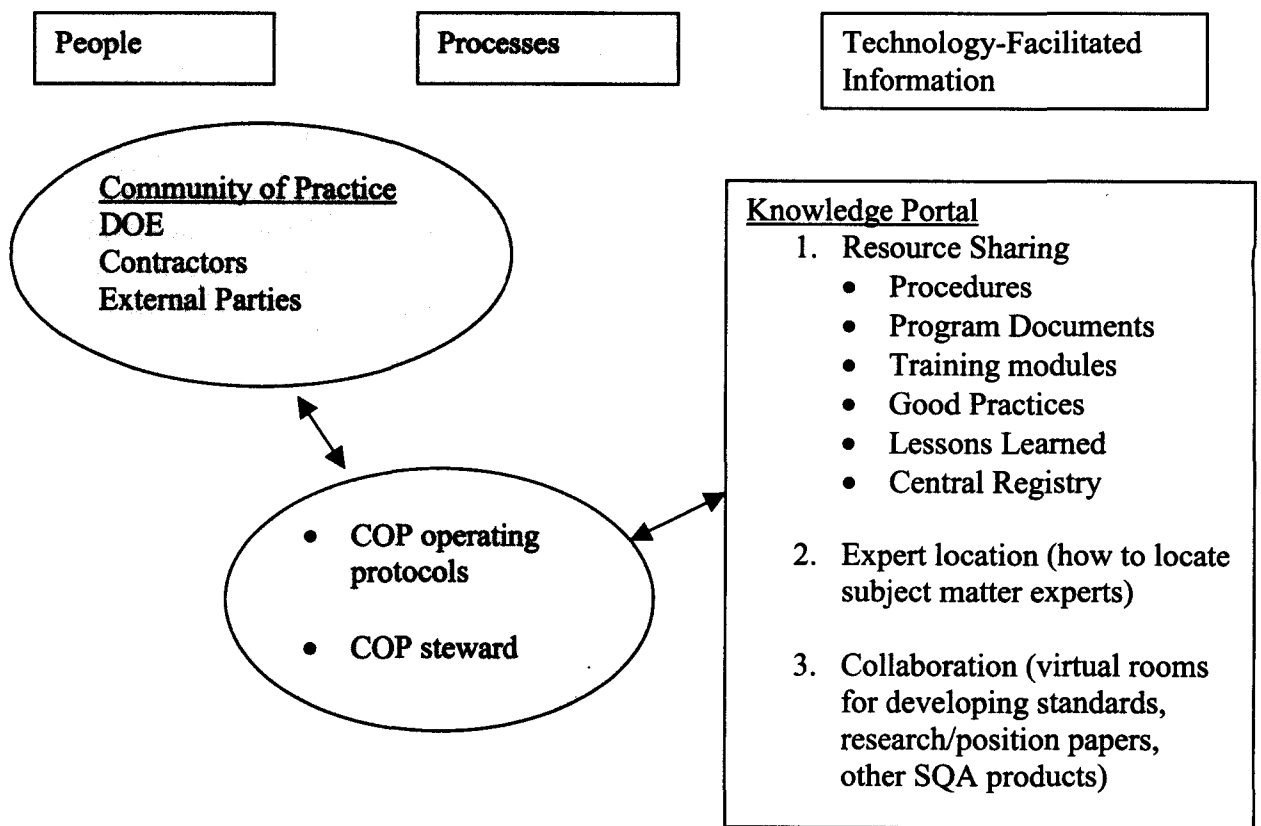 People
Processes
Technology-Facilitated
Information
Community of Practice
DOE
Contractors
External Parties
• COP operating
protocols
• COP steward
Knowledge Portal
1. Resource Sharing
• Procedures
• Program Documents
• Training modules
• Good Practices
• Lessons Learned
• Central Registry
2. Expert location (how to locate
subject matter experts)
3. Collaboration (virtual rooms
for developing standards,
research/position papers,
other SQA products)